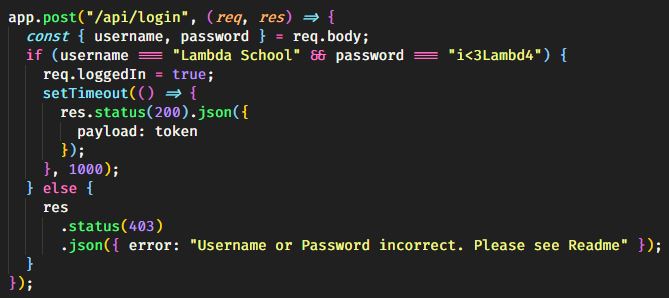 app.post("/api/login", (req, res) => {
  const { username, password } = req.body;
  if (username === "Lambda School" && password === "i<3Lambd4") {
    req.loggedIn = true;
    setTimeout(() => {
      res.status(200).json({
        payload: token
      });
    }, 1000);
  } else {
    res
      .status(403)
      .json({ error: "Username or Password incorrect. Please see Readme" });
  }
});